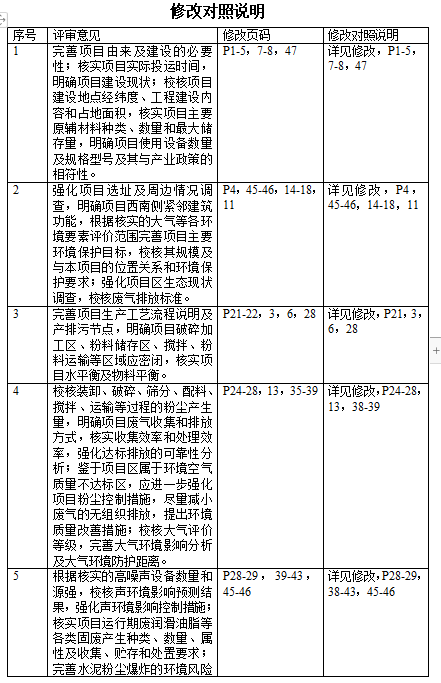 修改对照说明
序号 评审意见 修改页码 修改对照说明
1 完善项目由来及建设的必要 P1-5，7-8，47 详见修改，P1-5，
性；核实项目实际投运时间， 7-8，47
明确项目建设现状；校核项目
建设地点经纬度、工程建设内
容和占地面积，核实项目主要
原辅材料种类、数量和最大储
存量，明确项目使用设备数量
及规格型号及其与产业政策的
相符性。
2 强化项目选址及周边情况调 P4，45-46，14-18， 详见修改，P4，
查，明确项目西南侧紧邻建筑 11 45-46，14-18，11
功能，根据核实的大气等各环
境要素评价范围完善项目主要
环境保护目标，校核其规模及
与本项目的位置关系和环境保
护要求；强化项目区生态现状
调查，校核废气排放标准。
3 完善项目生产工艺流程说明及 P21-22，3，6，28 详见修改，P21，3，
产排污节点，明确项目破碎加 6，28
工区、粉料储存区、搅拌、粉
料运输等区域应密闭，核实项
目水平衡及物料平衡。
4 校核装卸、破碎、筛分、配料、 P24-28，13，35-39 详见修改，P24-28，
搅拌、运输等过程的粉尘产生 13，38-39
量，明确项目废气收集和排放
方式，核实收集效率和处理效
率，强化达标排放的可靠性分
析；鉴于项目区属于环境空气
质量不达标区，应进一步强化
项目粉尘控制措施，尽量减小
废气的无组织排放，提出环境
质量改善措施；校核大气评价
等级，完善大气环境影响分析
及大气环境防护距离。
5 根据核实的高噪声设备数量和 P28-29，39-43， 详见修改，P28-29，
源强，校核声环境影响预测结 45-46 38-43，45-46
果，强化声环境影响控制措施；
核实项目运行期废润滑油脂等
各类固废产生种类、数量、属
性及收集、贮存和处置要求；
完善水泥粉尘爆炸的环境风险